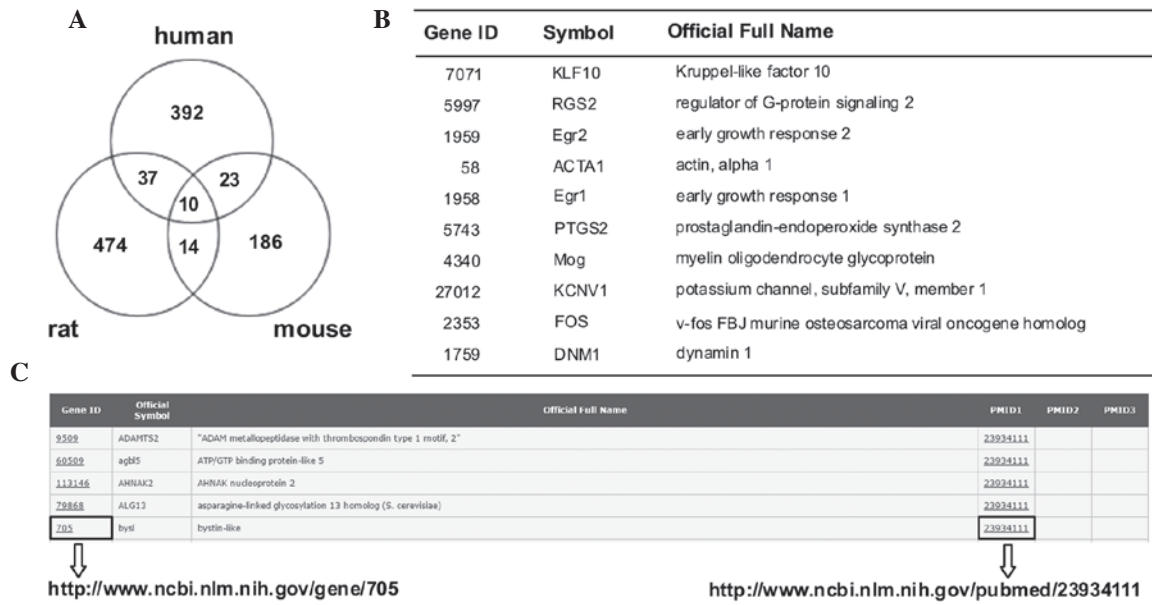 A
human
392
37
23
10
474
14
186
rat
mouse
B
Gene ID Symbol Official Full Name
7071 KLF10 Kruppel-like factor 10
5997 RGS2 regulator of G-protein signaling 2
1959 Egr2 early growth response 2
58 ACTA1 actin, alpha 1
1958 Egr1 early growth response 1
5743 PTGS2 prostaglandin-endoperoxide synthase 2
4340 Mog myelin oligodendrocyte glycoprotein
27012 KCNV1 potassium channel, subfamily V, member 1
2353 FOS v-fos FBJ murine osteosarcoma viral oncogene homolog
1759 DNM1 dynamin 1
C
Gene ID Official Symbol Official Full Name PMID1 PMID2 PMID3
9509 ADAMTS2 "ADAM metallopeptidase with thrombospondin type 1 motif, 2" 23934111
60509 agbl5 ATP/GTP binding protein-like 5 23934111
113146 AHNAK2 AHNAK nucleoprotein 2 23934111
79868 ALG13 asparagine-linked glycosylation 13 homolog (S. cerevisiae) 23934111
705 bysl bystin-like 23934111
http://www.ncbi.nlm.nih.gov/gene/705
http://www.ncbi.nlm.nih.gov/pubmed/23934111